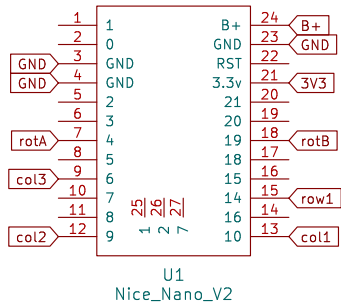 1 1 B+ 24 B+
2 0 GND 23 GND
GND 3 GND RST 22
GND 4 GND 3.3v 21 3V3
5 2 21 20
6 3 20 19
rotA 7 4 19 18 rotB
8 5 18 17
col3 9 6 15 16
10 7 14 15 row1
11 8 16 14
col2 12 9 10 13 col1
25 26 27
1 2 7
U1
Nice_Nano_V2